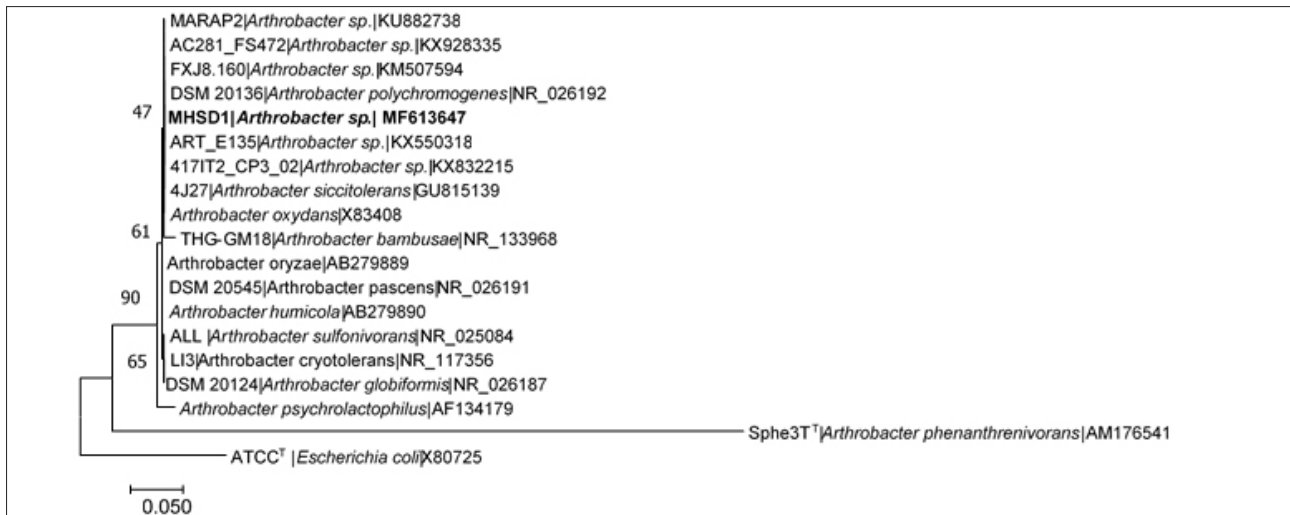 MARAP2|Arthrobacter sp.|KU882738
AC281_FS472|Arthrobacter sp.|KX928335
FXJ8.160|Arthrobacter sp.|KM507594
DSM 20136|Arthrobacter polychromogenes|NR_026192
47
MHSD1|Arthrobacter sp.| MF613647
ART_E135|Arthrobacter sp.|KX550318
417IT2_CP3_02|Arthrobacter sp.|KX832215
4J27|Arthrobacter siccitolerans|GU815139
Arthrobacter oxydans|X83408
61
THG-GM18|Arthrobacter bambusae|NR_133968
Arthrobacter oryzae|AB279889
DSM 20545|Arthrobacter pascens|NR_026191
90
Arthrobacter humicola|AB279890
ALL |Arthrobacter sulfonivorans|NR_025084
65
LI3|Arthrobacter cryotolerans|NR_117356
DSM 20124|Arthrobacter globiformis|NR_026187
Arthrobacter psychrolactophilus|AF134179
Sphe3T^T|Arthrobacter phenanthrenivorans|AM176541
ATCC^T |Escherichia coli|X80725
0.050